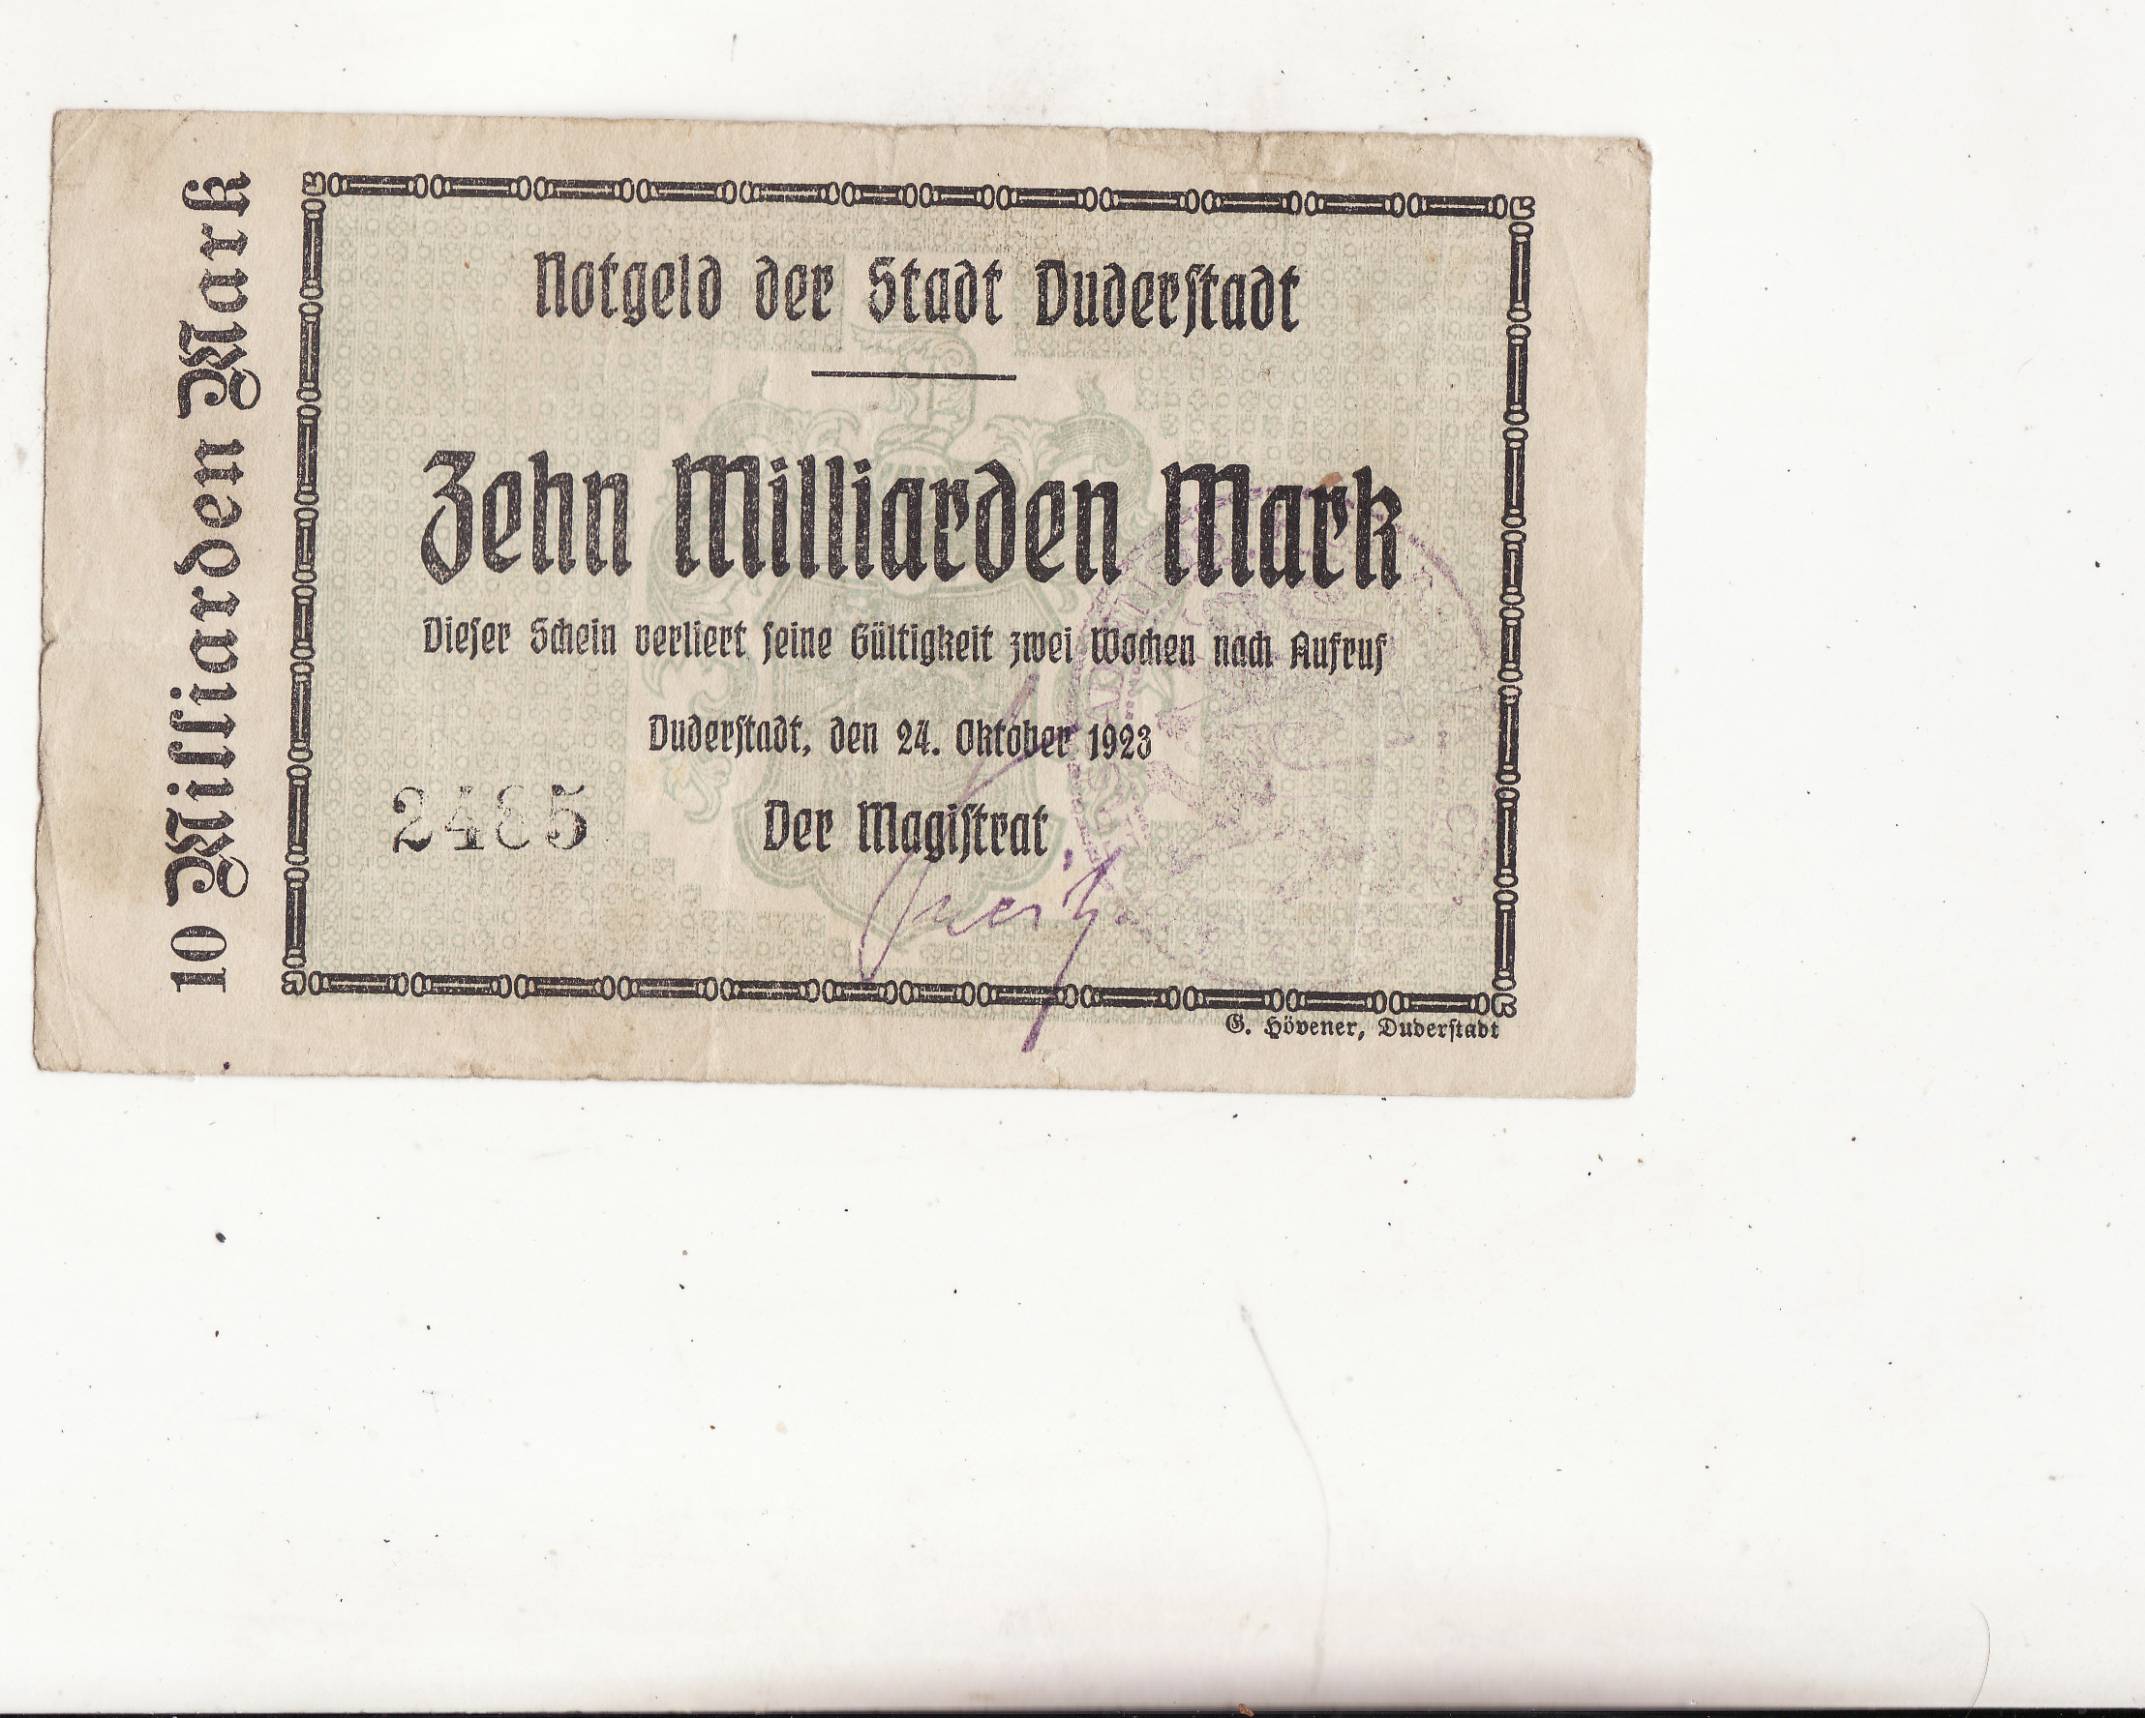 10 Milliarden Mark
Notgeld der Stadt Duderstadt
Zehn Milliarden Mark
Dieser Schein verliert seine Gültigkeit zwei Wochen nach Aufruf
Duderstadt, den 24. Oktober 1923
2485
Der Magistrat
G. Hövener, Duderstadt